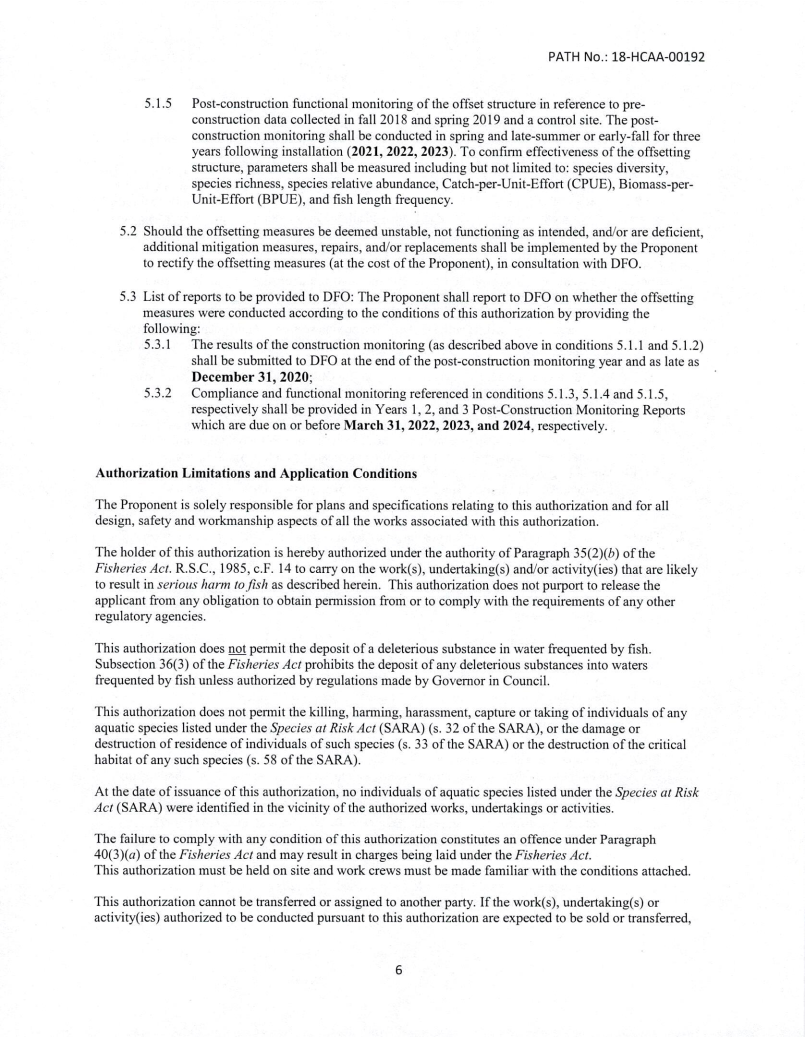 PATH No.: 18-HCAA-00192
5.1.5 Post-construction functional monitoring of the offset structure in reference to pre-
construction data collected in fall 2018 and spring 2019 and a control site. The post-
construction monitoring shall be conducted in spring and late-summer or early-fall for three
years following installation (2021, 2022, 2023). To confirm effectiveness of the offsetting
structure, parameters shall be measured including but not limited to: species diversity,
species richness, species relative abundance, Catch-per-Unit-Effort (CPUE), Biomass-per-
Unit-Effort (BPUE), and fish length frequency.
5.2 Should the offsetting measures be deemed unstable, not functioning as intended, and/or are deficient,
additional mitigation measures, repairs, and/or replacements shall be implemented by the Proponent
to rectify the offsetting measures (at the cost of the Proponent), in consultation with DFO.
5.3 List of reports to be provided to DFO: The Proponent shall report to DFO on whether the offsetting
measures were conducted according to the conditions of this authorization by providing the
following:
5.3.1 The results of the construction monitoring (as described above in conditions 5.1.1 and 5.1.2)
shall be submitted to DFO at the end of the post-construction monitoring year and as late as
December 31, 2020;
5.3.2 Compliance and functional monitoring referenced in conditions 5.1.3, 5.1.4 and 5.1.5,
respectively shall be provided in Years 1, 2, and 3 Post-Construction Monitoring Reports
which are due on or before March 31, 2022, 2023, and 2024, respectively.
Authorization Limitations and Application Conditions
The Proponent is solely responsible for plans and specifications relating to this authorization and for all
design, safety and workmanship aspects of all the works associated with this authorization.
The holder of this authorization is hereby authorized under the authority of Paragraph 35(2)(b) of the
Fisheries Act. R.S.C., 1985, c.F. 14 to carry on the work(s), undertaking(s) and/or activity(ies) that are likely
to result in serious harm to fish as described herein. This authorization does not purport to release the
applicant from any obligation to obtain permission from or to comply with the requirements of any other
regulatory agencies.
This authorization does not permit the deposit of a deleterious substance in water frequented by fish.
Subsection 36(3) of the Fisheries Act prohibits the deposit of any deleterious substances into waters
frequented by fish unless authorized by regulations made by Governor in Council.
This authorization does not permit the killing, harming, harassment, capture or taking of individuals of any
aquatic species listed under the Species at Risk Act (SARA) (s. 32 of the SARA), or the damage or
destruction of residence of individuals of such species (s. 33 of the SARA) or the destruction of the critical
habitat of any such species (s. 58 of the SARA).
At the date of issuance of this authorization, no individuals of aquatic species listed under the Species at Risk
Act (SARA) were identified in the vicinity of the authorized works, undertakings or activities.
The failure to comply with any condition of this authorization constitutes an offence under Paragraph
40(3)(a) of the Fisheries Act and may result in charges being laid under the Fisheries Act.
This authorization must be held on site and work crews must be made familiar with the conditions attached.
This authorization cannot be transferred or assigned to another party. If the work(s), undertaking(s) or
activity(ies) authorized to be conducted pursuant to this authorization are expected to be sold or transferred,
6